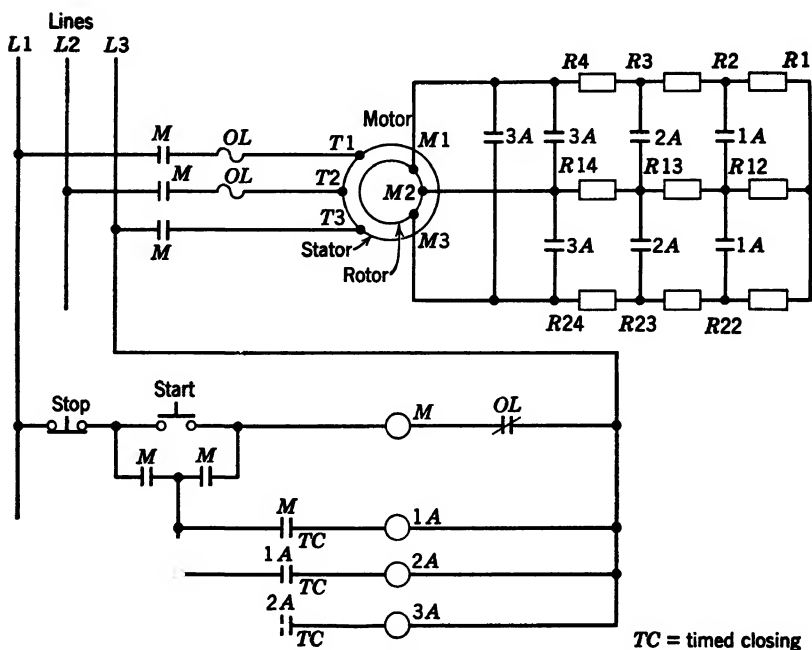 Lines
L1 L2 L3
R4 R3 R2 R1
Motor
M OL T1 M1
3A 3A 2A 1A
M OL T2 M2 R14 R13 R12
T3 M3
M
Stator
Rotor
3A 2A 1A
R24 R23 R22
Stop Start M OL
M M
M TC 1A
1A TC 2A
2A TC 3A
TC = timed closing